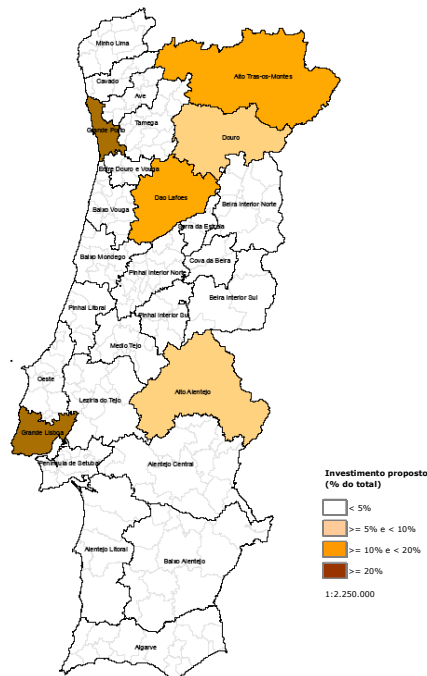 Minho Lima
Alto Tras-os-Montes
Cavado
Ave
Tamega
Grande Porto
Douro
Entre Douro e Vouga
Dao Lafoes
Baixo Vouga
Beira Interior Norte
Serra da Estrela
Baixo Mondego
Cova da Beira
Pinhal Interior Norte
Beira Interior Sul
Pinhal Litoral
Pinhal Interior Sul
Medio Tejo
Oeste
Alto Alentejo
Leziria do Tejo
Grande Lisboa
Peninsula de Setubal
Alentejo Central
Investimento proposto
(% do total)
< 5%
>= 5% e < 10%
>= 10% e < 20%
>= 20%
1:2.250.000
Alentejo Litoral
Baixo Alentejo
Algarve